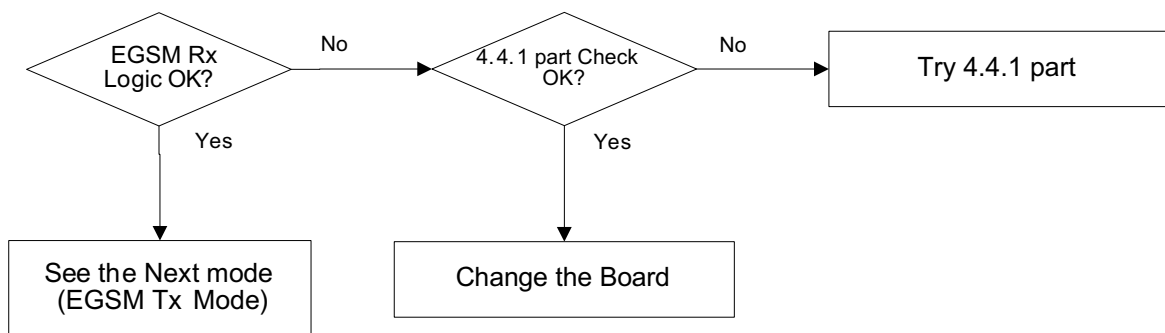 EGSM Rx
Logic OK?
No
4.4.1 part Check
OK?
No
Try 4.4.1 part
Yes
Yes
See the Next mode
(EGSM Tx Mode)
Change the Board